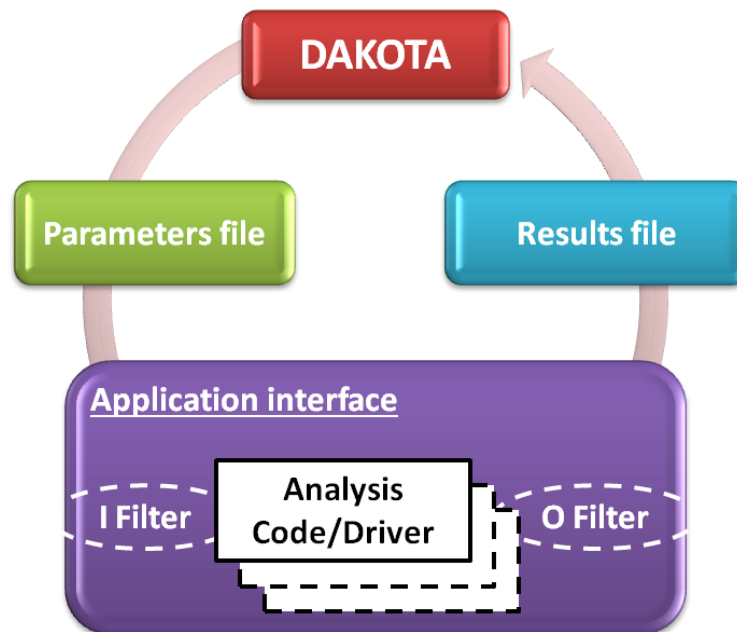 DAKOTA
Parameters file
Results file
Application interface
I Filter
Analysis
Code/Driver
O Filter